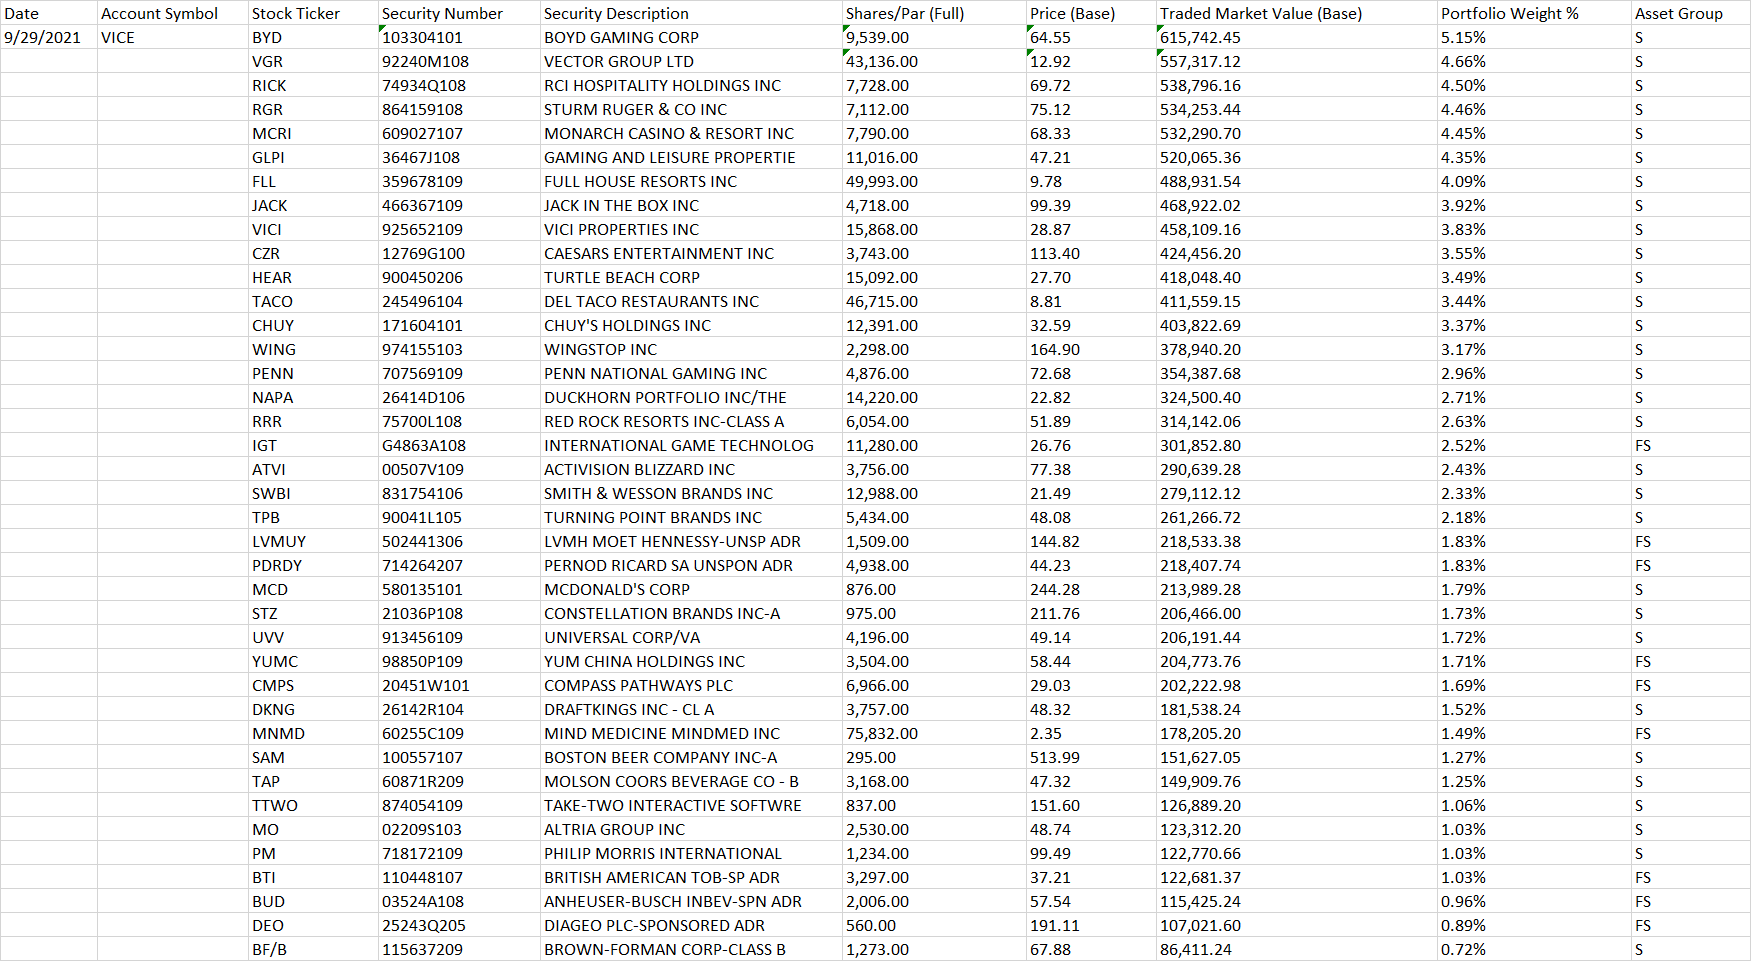 Date Account Symbol Stock Ticker Security Number Security Description Shares/Par (Full) Price (Base) Traded Market Value (Base) Portfolio Weight % Asset Group
9/29/2021 VICE BYD 103304101 BOYD GAMING CORP 9,539.00 64.55 615,742.45 5.15% S
VGR 92240M108 VECTOR GROUP LTD 43,136.00 12.92 557,317.12 4.66% S
RICK 74934Q108 RCI HOSPITALITY HOLDINGS INC 7,728.00 69.72 538,796.16 4.50% S
RGR 864159108 STURM RUGER & CO INC 7,112.00 75.12 534,253.44 4.46% S
MCRI 609027107 MONARCH CASINO & RESORT INC 7,790.00 68.33 532,290.70 4.45% S
GLPI 36467J108 GAMING AND LEISURE PROPERTIE 11,016.00 47.21 520,065.36 4.35% S
FLL 359678109 FULL HOUSE RESORTS INC 49,993.00 9.78 488,931.54 4.09% S
JACK 466367109 JACK IN THE BOX INC 4,718.00 99.39 468,922.02 3.92% S
VICI 925652109 VICI PROPERTIES INC 15,868.00 28.87 458,109.16 3.83% S
CZR 12769G100 CAESARS ENTERTAINMENT INC 3,743.00 113.40 424,456.20 3.55% S
HEAR 900450206 TURTLE BEACH CORP 15,092.00 27.70 418,048.40 3.49% S
TACO 245496104 DEL TACO RESTAURANTS INC 46,715.00 8.81 411,559.15 3.44% S
CHUY 171604101 CHUY'S HOLDINGS INC 12,391.00 32.59 403,822.69 3.37% S
WING 974155103 WINGSTOP INC 2,298.00 164.90 378,940.20 3.17% S
PENN 707569109 PENN NATIONAL GAMING INC 4,876.00 72.68 354,387.68 2.96% S
NAPA 26414D106 DUCKHORN PORTFOLIO INC/THE 14,220.00 22.82 324,500.40 2.71% S
RRR 75700L108 RED ROCK RESORTS INC-CLASS A 6,054.00 51.89 314,142.06 2.63% S
IGT G4863A108 INTERNATIONAL GAME TECHNOLOG 11,280.00 26.76 301,852.80 2.52% FS
ATVI 00507V109 ACTIVISION BLIZZARD INC 3,756.00 77.38 290,639.28 2.43% S
SWBI 831754106 SMITH & WESSON BRANDS INC 12,988.00 21.49 279,112.12 2.33% S
TPB 90041L105 TURNING POINT BRANDS INC 5,434.00 48.08 261,266.72 2.18% S
LVMUY 502441306 LVMH MOET HENNESSY-UNSP ADR 1,509.00 144.82 218,533.38 1.83% FS
PDRDY 714264207 PERNOD RICARD SA UNSPON ADR 4,938.00 44.23 218,407.74 1.83% FS
MCD 580135101 MCDONALD'S CORP 876.00 244.28 213,989.28 1.79% S
STZ 21036P108 CONSTELLATION BRANDS INC-A 975.00 211.76 206,466.00 1.73% S
UVV 913456109 UNIVERSAL CORP/VA 4,196.00 49.14 206,191.44 1.72% S
YUMC 98850P109 YUM CHINA HOLDINGS INC 3,504.00 58.44 204,773.76 1.71% FS
CMPS 20451W101 COMPASS PATHWAYS PLC 6,966.00 29.03 202,222.98 1.69% FS
DKNG 26142R104 DRAFTKINGS INC - CL A 3,757.00 48.32 181,538.24 1.52% S
MNMD 60255C109 MIND MEDICINE MINDMED INC 75,832.00 2.35 178,205.20 1.49% FS
SAM 100557107 BOSTON BEER COMPANY INC-A 295.00 513.99 151,627.05 1.27% S
TAP 60871R209 MOLSON COORS BEVERAGE CO - B 3,168.00 47.32 149,909.76 1.25% S
TTWO 874054109 TAKE-TWO INTERACTIVE SOFTWRE 837.00 151.60 126,889.20 1.06% S
MO 02209S103 ALTRIA GROUP INC 2,530.00 48.74 123,312.20 1.03% S
PM 718172109 PHILIP MORRIS INTERNATIONAL 1,234.00 99.49 122,770.66 1.03% S
BTI 110448107 BRITISH AMERICAN TOB-SP ADR 3,297.00 37.21 122,681.37 1.03% FS
BUD 03524A108 ANHEUSER-BUSCH INBEV-SPN ADR 2,006.00 57.54 115,425.24 0.96% FS
DEO 25243Q205 DIAGEO PLC-SPONSORED ADR 560.00 191.11 107,021.60 0.89% FS
BF/B 115637209 BROWN-FORMAN CORP-CLASS B 1,273.00 67.88 86,411.24 0.72% S